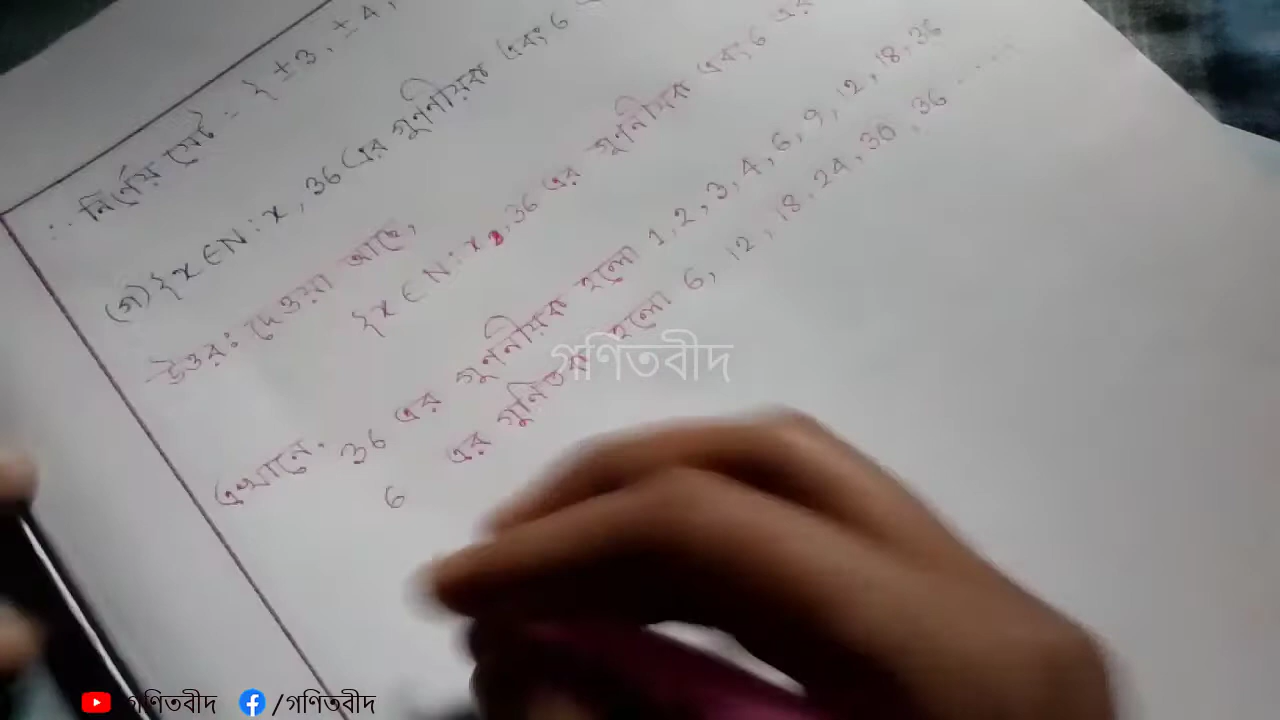 ∴ নির্ণেয় সেট = { ±3, ±4,
(গ) {x ∈ N : x, 36 এর গুণনীয়ক এবং 6
উত্তর: দেওয়া আছে,
{x ∈ N : x, 36 এর গুণনীয়ক এবং 6 এর
এখানে, 36 এর গুণনীয়ক হলো 1, 2, 3, 4, 6, 9, 12, 18, 36
6 এর গুণিতক হলো 6, 12, 18, 24, 30, 36 .....
গণিতবীদ
গণিতবীদ /গণিতবীদ